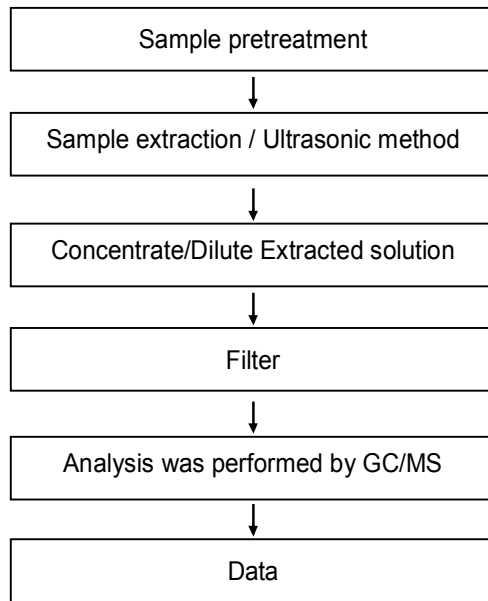 Sample pretreatment
Sample extraction / Ultrasonic method
Concentrate/Dilute Extracted solution
Filter
Analysis was performed by GC/MS
Data